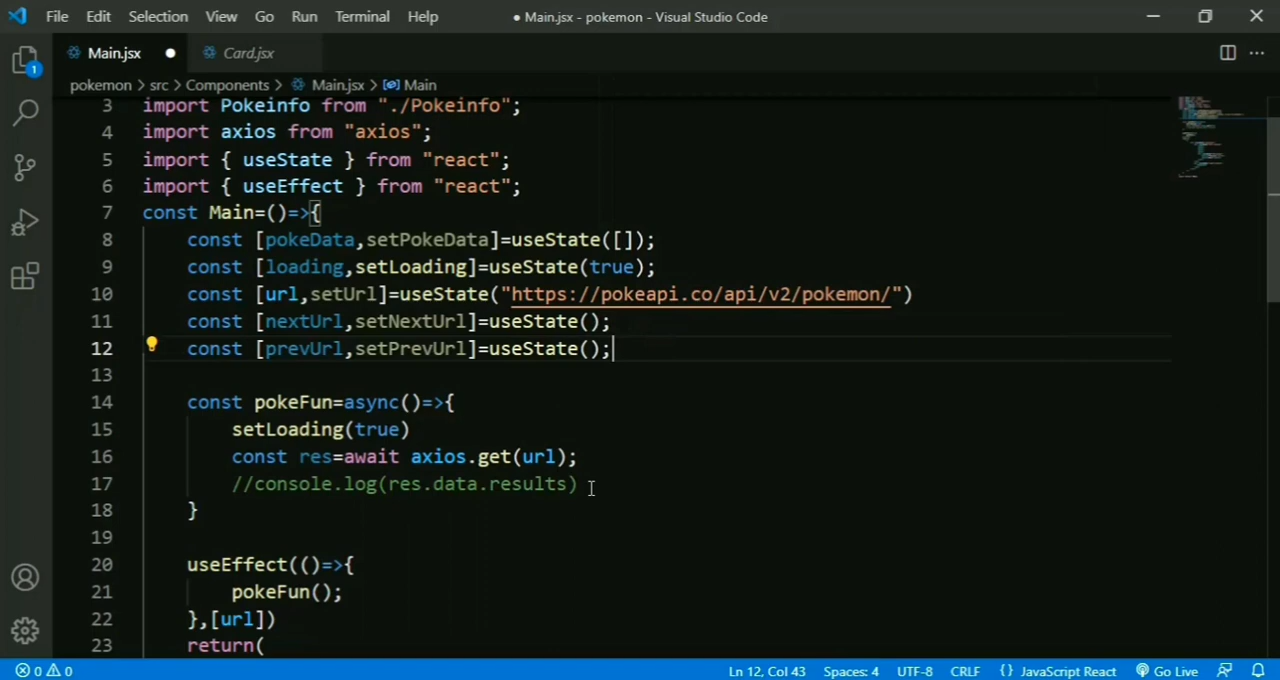 File Edit Selection View Go Run Terminal Help ● Main.jsx - pokemon - Visual Studio Code
Main.jsx ● Card.jsx
pokemon > src > Components > Main.jsx > Main
1
3 import Pokeinfo from "./Pokeinfo";
4 import axios from "axios";
5 import { useState } from "react";
6 import { useEffect } from "react";
7 const Main=()=>{
8 const [pokeData,setPokeData]=useState([]);
9 const [loading,setLoading]=useState(true);
10 const [url,setUrl]=useState("https://pokeapi.co/api/v2/pokemon/")
11 const [nextUrl,setNextUrl]=useState();
12 const [prevUrl,setPrevUrl]=useState();
13
14 const pokeFun=async()=>{
15 setLoading(true)
16 const res=await axios.get(url);
17 //console.log(res.data.results)
18 }
19
20 useEffect(()=>{
21 pokeFun();
22 },[url])
23 return(
0 0 Ln 12, Col 43 Spaces: 4 UTF-8 CRLF {} JavaScript React Go Live